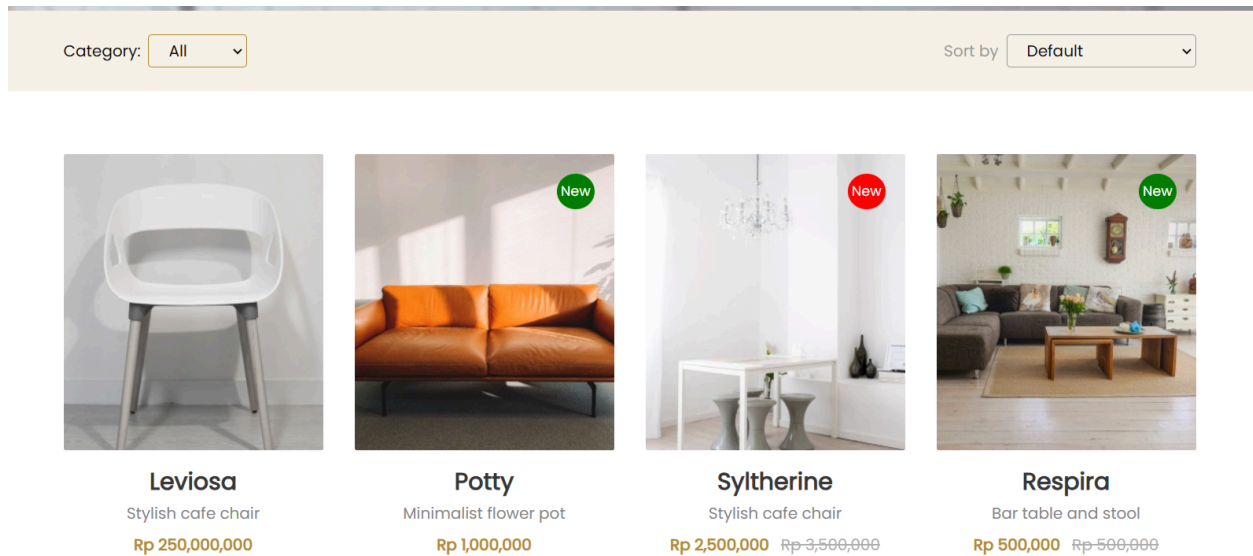 Category: All
Sort by Default
New
New
New
Leviosa
Stylish cafe chair
Rp 250,000,000
Potty
Minimalist flower pot
Rp 1,000,000
Syltherine
Stylish cafe chair
Rp 2,500,000 Rp 3,500,000
Respira
Bar table and stool
Rp 500,000 Rp 500,000